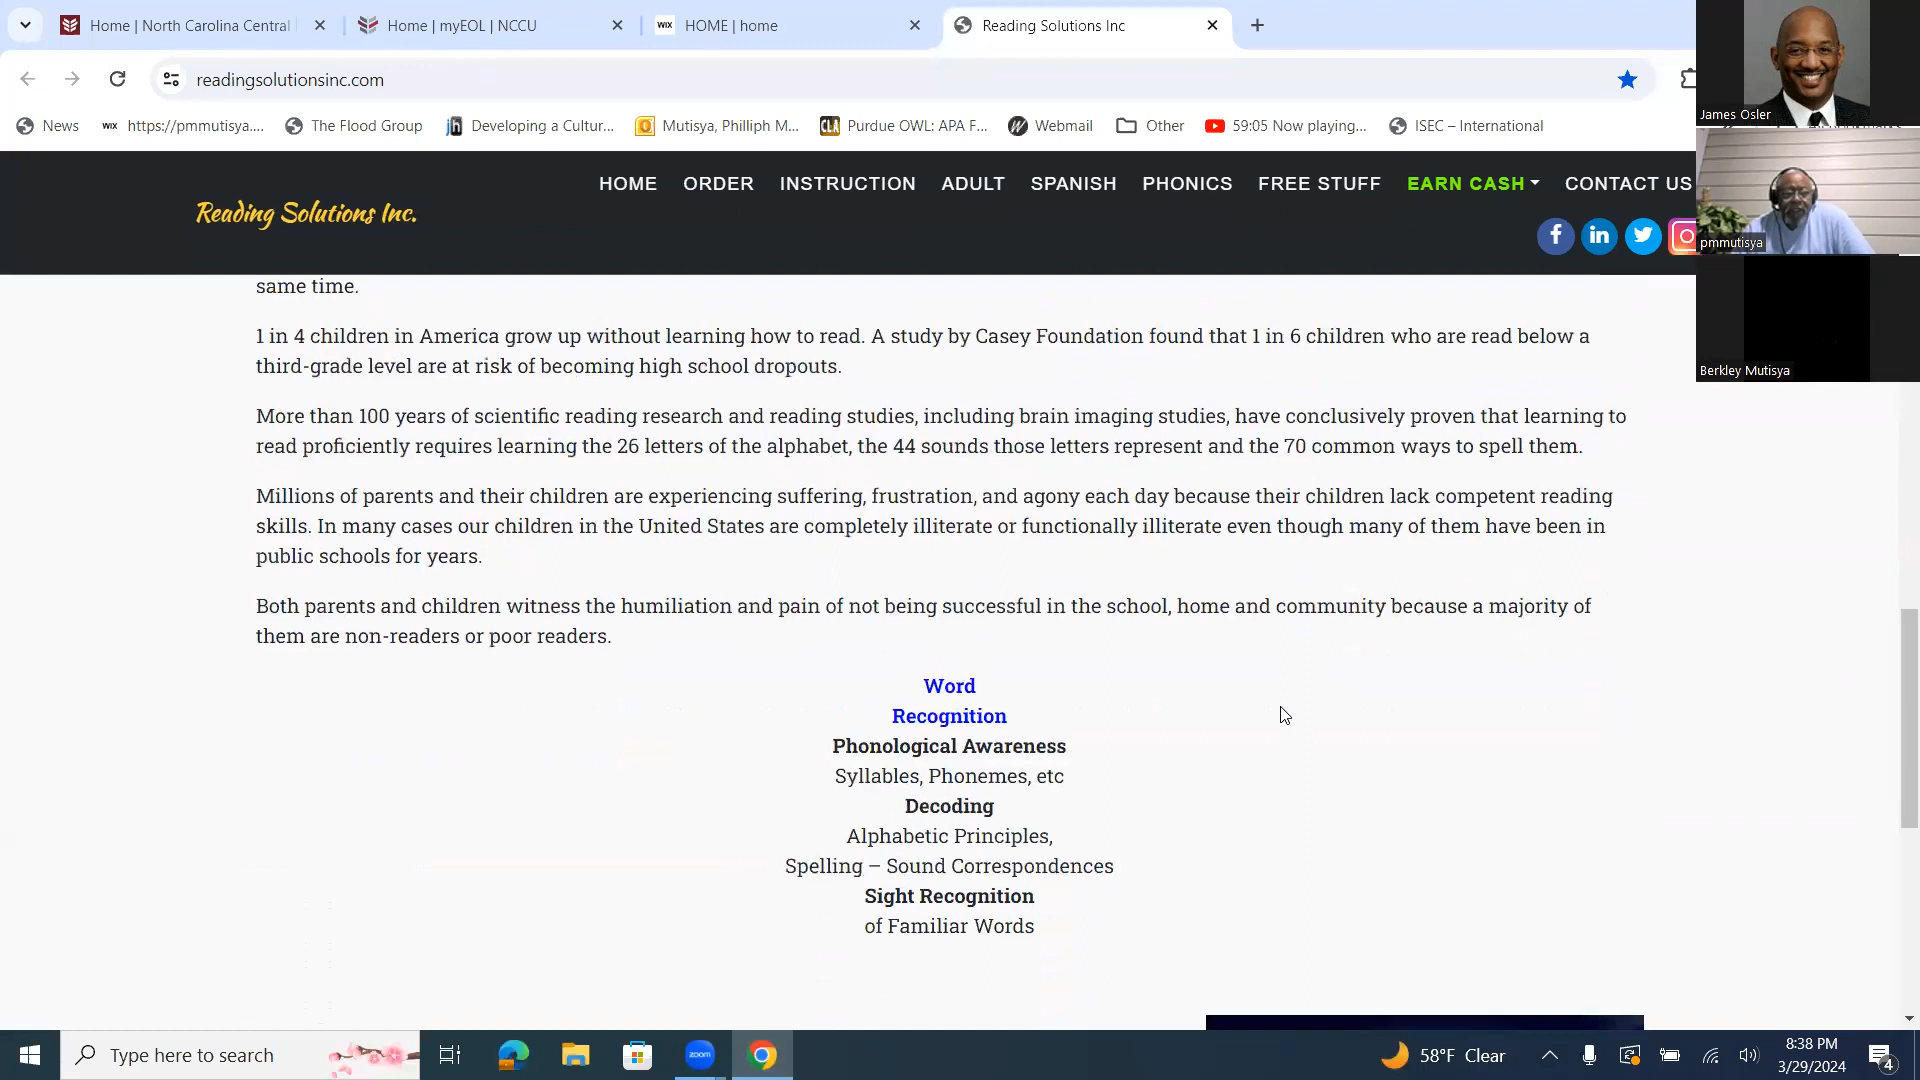 Home | North Carolina Central
Home | myEOL | NCCU
WIX HOME | home
Reading Solutions Inc
readingsolutionsinc.com
News
WIX https://pmmutisya....
The Flood Group
jh Developing a Cultur...
Mutisya, Philliph M...
CLA Purdue OWL: APA F...
Webmail
Other
59:05 Now playing...
ISEC – International
James Osler
Reading Solutions Inc.
HOME ORDER INSTRUCTION ADULT SPANISH PHONICS FREE STUFF EARN CASH CONTACT US
pmmutisya
Berkley Mutisya
same time.
1 in 4 children in America grow up without learning how to read. A study by Casey Foundation found that 1 in 6 children who are read below a
third-grade level are at risk of becoming high school dropouts.
More than 100 years of scientific reading research and reading studies, including brain imaging studies, have conclusively proven that learning to
read proficiently requires learning the 26 letters of the alphabet, the 44 sounds those letters represent and the 70 common ways to spell them.
Millions of parents and their children are experiencing suffering, frustration, and agony each day because their children lack competent reading
skills. In many cases our children in the United States are completely illiterate or functionally illiterate even though many of them have been in
public schools for years.
Both parents and children witness the humiliation and pain of not being successful in the school, home and community because a majority of
them are non-readers or poor readers.
Word
Recognition
Phonological Awareness
Syllables, Phonemes, etc
Decoding
Alphabetic Principles,
Spelling – Sound Correspondences
Sight Recognition
of Familiar Words
Type here to search
zoom
58°F Clear
8:38 PM
3/29/2024
4